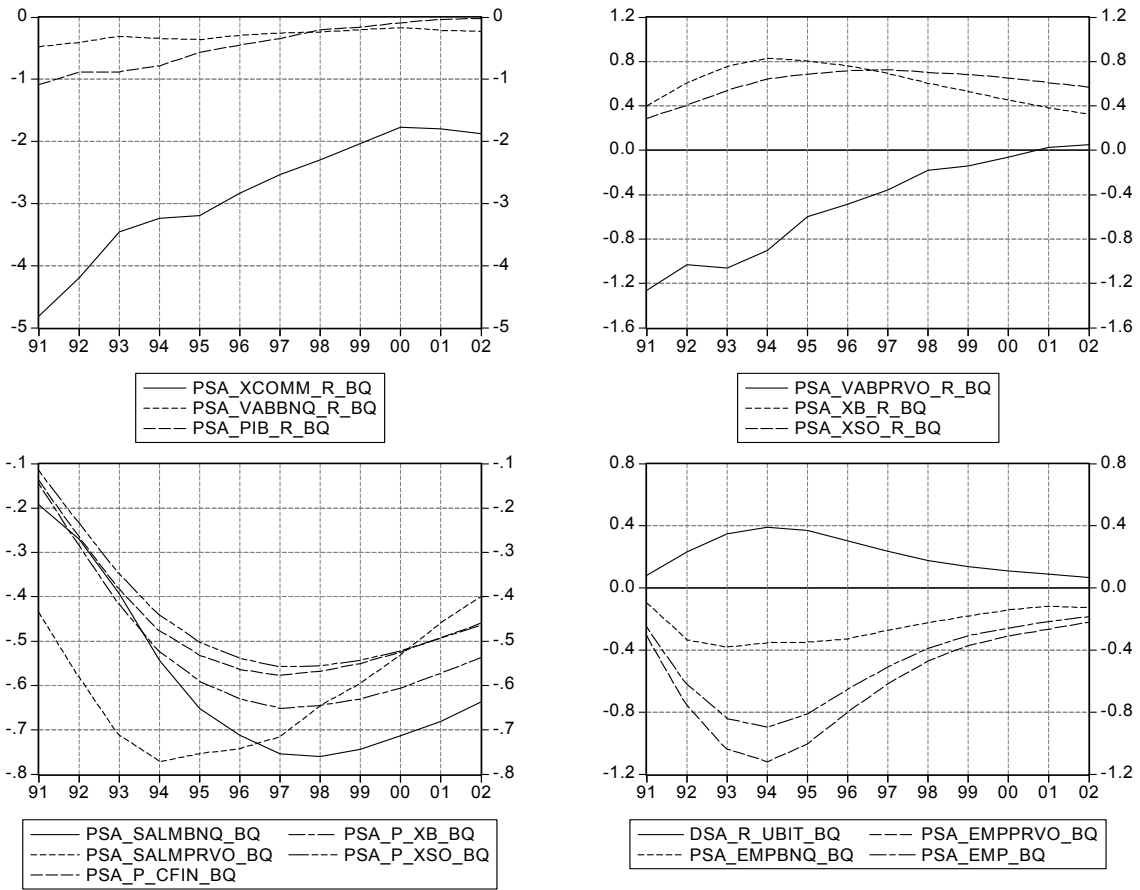 0 0
-1 -1
-2 -2
-3 -3
-4 -4
-5 -5
91 92 93 94 95 96 97 98 99 00 01 02
PSA_XCOMM_R_BQ
PSA_VABBNQ_R_BQ
PSA_PIB_R_BQ
1.2 1.2
0.8 0.8
0.4 0.4
0.0 0.0
-0.4 -0.4
-0.8 -0.8
-1.2 -1.2
-1.6 -1.6
91 92 93 94 95 96 97 98 99 00 01 02
PSA_VABPRVO_R_BQ
PSA_XB_R_BQ
PSA_XSO_R_BQ
-.1 -.1
-.2 -.2
-.3 -.3
-.4 -.4
-.5 -.5
-.6 -.6
-.7 -.7
-.8 -.8
91 92 93 94 95 96 97 98 99 00 01 02
PSA_SALMBNQ_BQ PSA_P_XB_BQ
PSA_SALMPRVO_BQ PSA_P_XSO_BQ
PSA_P_CFIN_BQ
0.8 0.8
0.4 0.4
0.0 0.0
-0.4 -0.4
-0.8 -0.8
-1.2 -1.2
91 92 93 94 95 96 97 98 99 00 01 02
DSA_R_UBIT_BQ PSA_EMPPRVO_BQ
PSA_EMPBNQ_BQ PSA_EMP_BQ